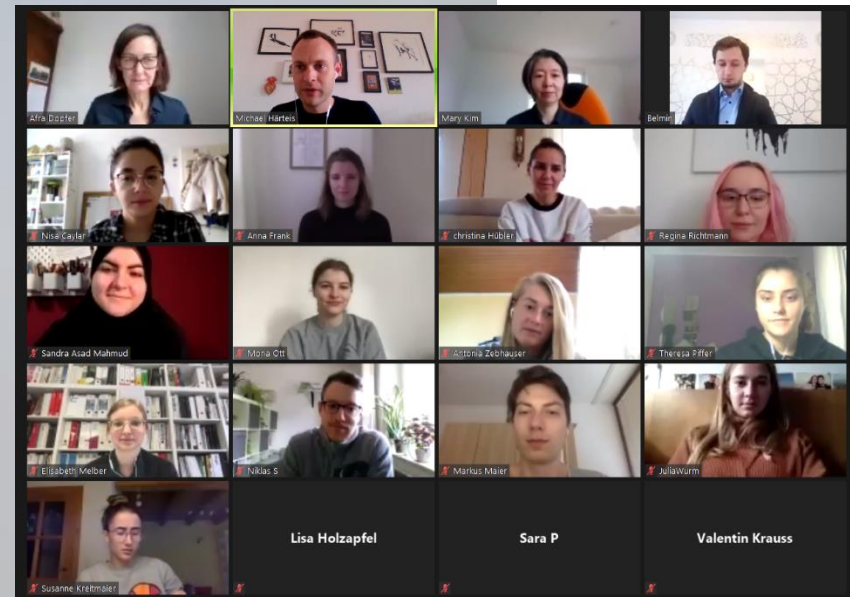 Afra Dopfer
Michael Härteis
Mary Kim
Belmin
Nisa Caylar
Anna Frank
christina Hübler
Regina Richtmann
Sandra Asad Mahmud
Mona Ott
Antonia Zebhauser
Theresa Piffer
Elisabeth Melber
Niklas S
Markus Maier
JuliaWurm
Susanne Kreitmaier
Lisa Holzapfel
Sara P
Valentin Krauss